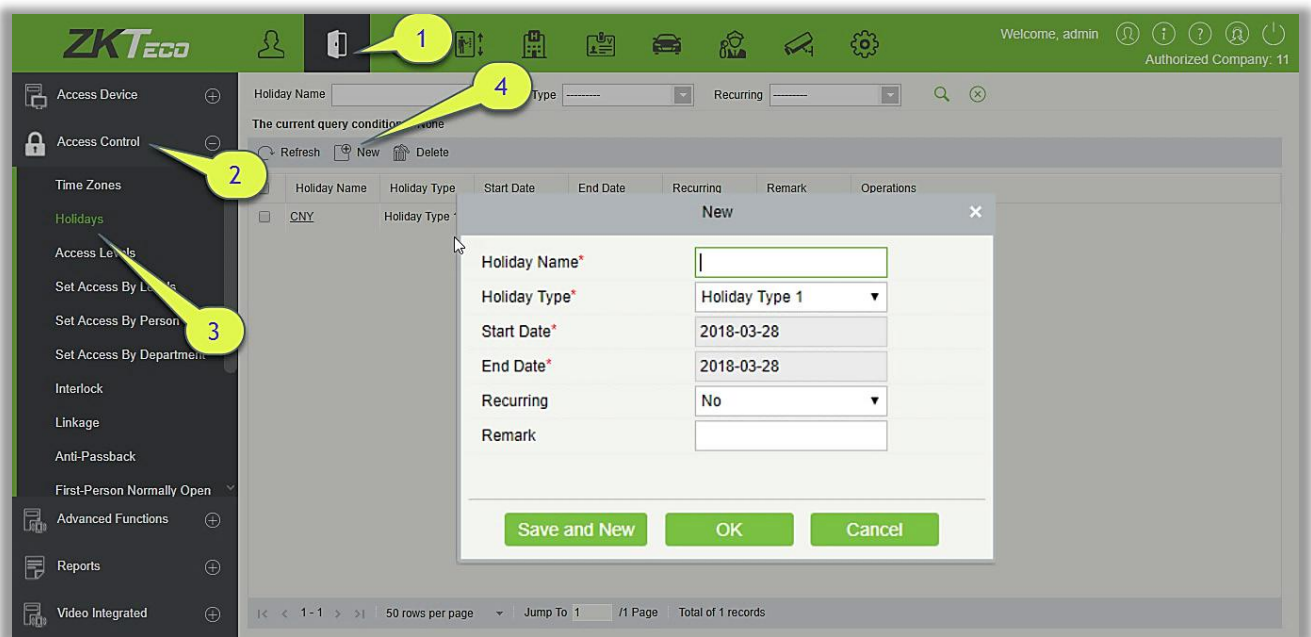 ZKTeco
1
Welcome, admin
Authorized Company: 11
Access Device
Holiday Name
4
Type ---------
Recurring ---------
The current query condition None
Access Control
Refresh New Delete
2
Time Zones
Holiday Name Holiday Type Start Date End Date Recurring Remark Operations
Holidays
CNY Holiday Type 1
New
Access Levels
Holiday Name*
Set Access By Levels
Holiday Type* Holiday Type 1
Set Access By Person
3
Start Date* 2018-03-28
Set Access By Department
End Date* 2018-03-28
Interlock
Recurring No
Linkage
Remark
Anti-Passback
First-Person Normally Open
Advanced Functions
Save and New OK Cancel
Reports
Video Integrated
1 - 1 50 rows per page Jump To 1 /1 Page Total of 1 records